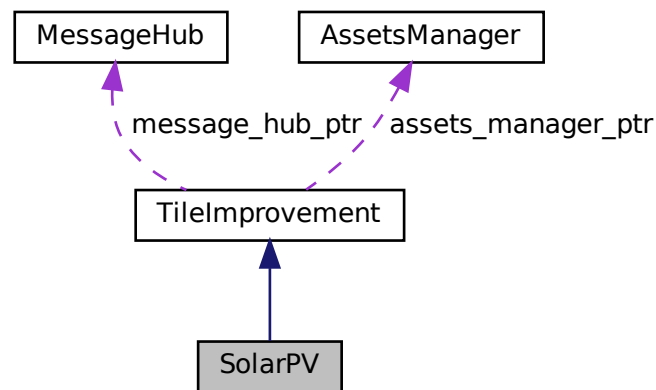 MessageHub
AssetsManager
message_hub_ptr
assets_manager_ptr
TileImprovement
SolarPV